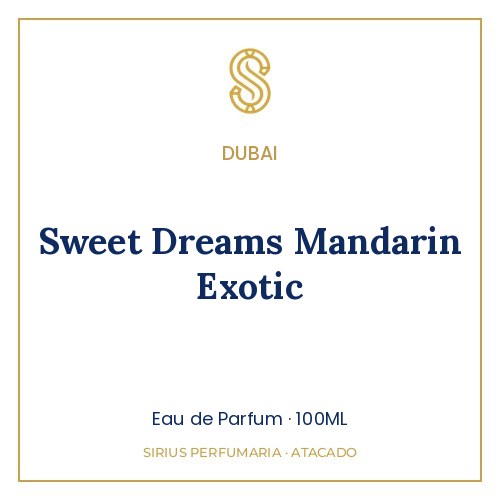 DUBAI
Sweet Dreams Mandarin
Exotic
Eau de Parfum · 100ML
SIRIUS PERFUMARIA · ATACADO